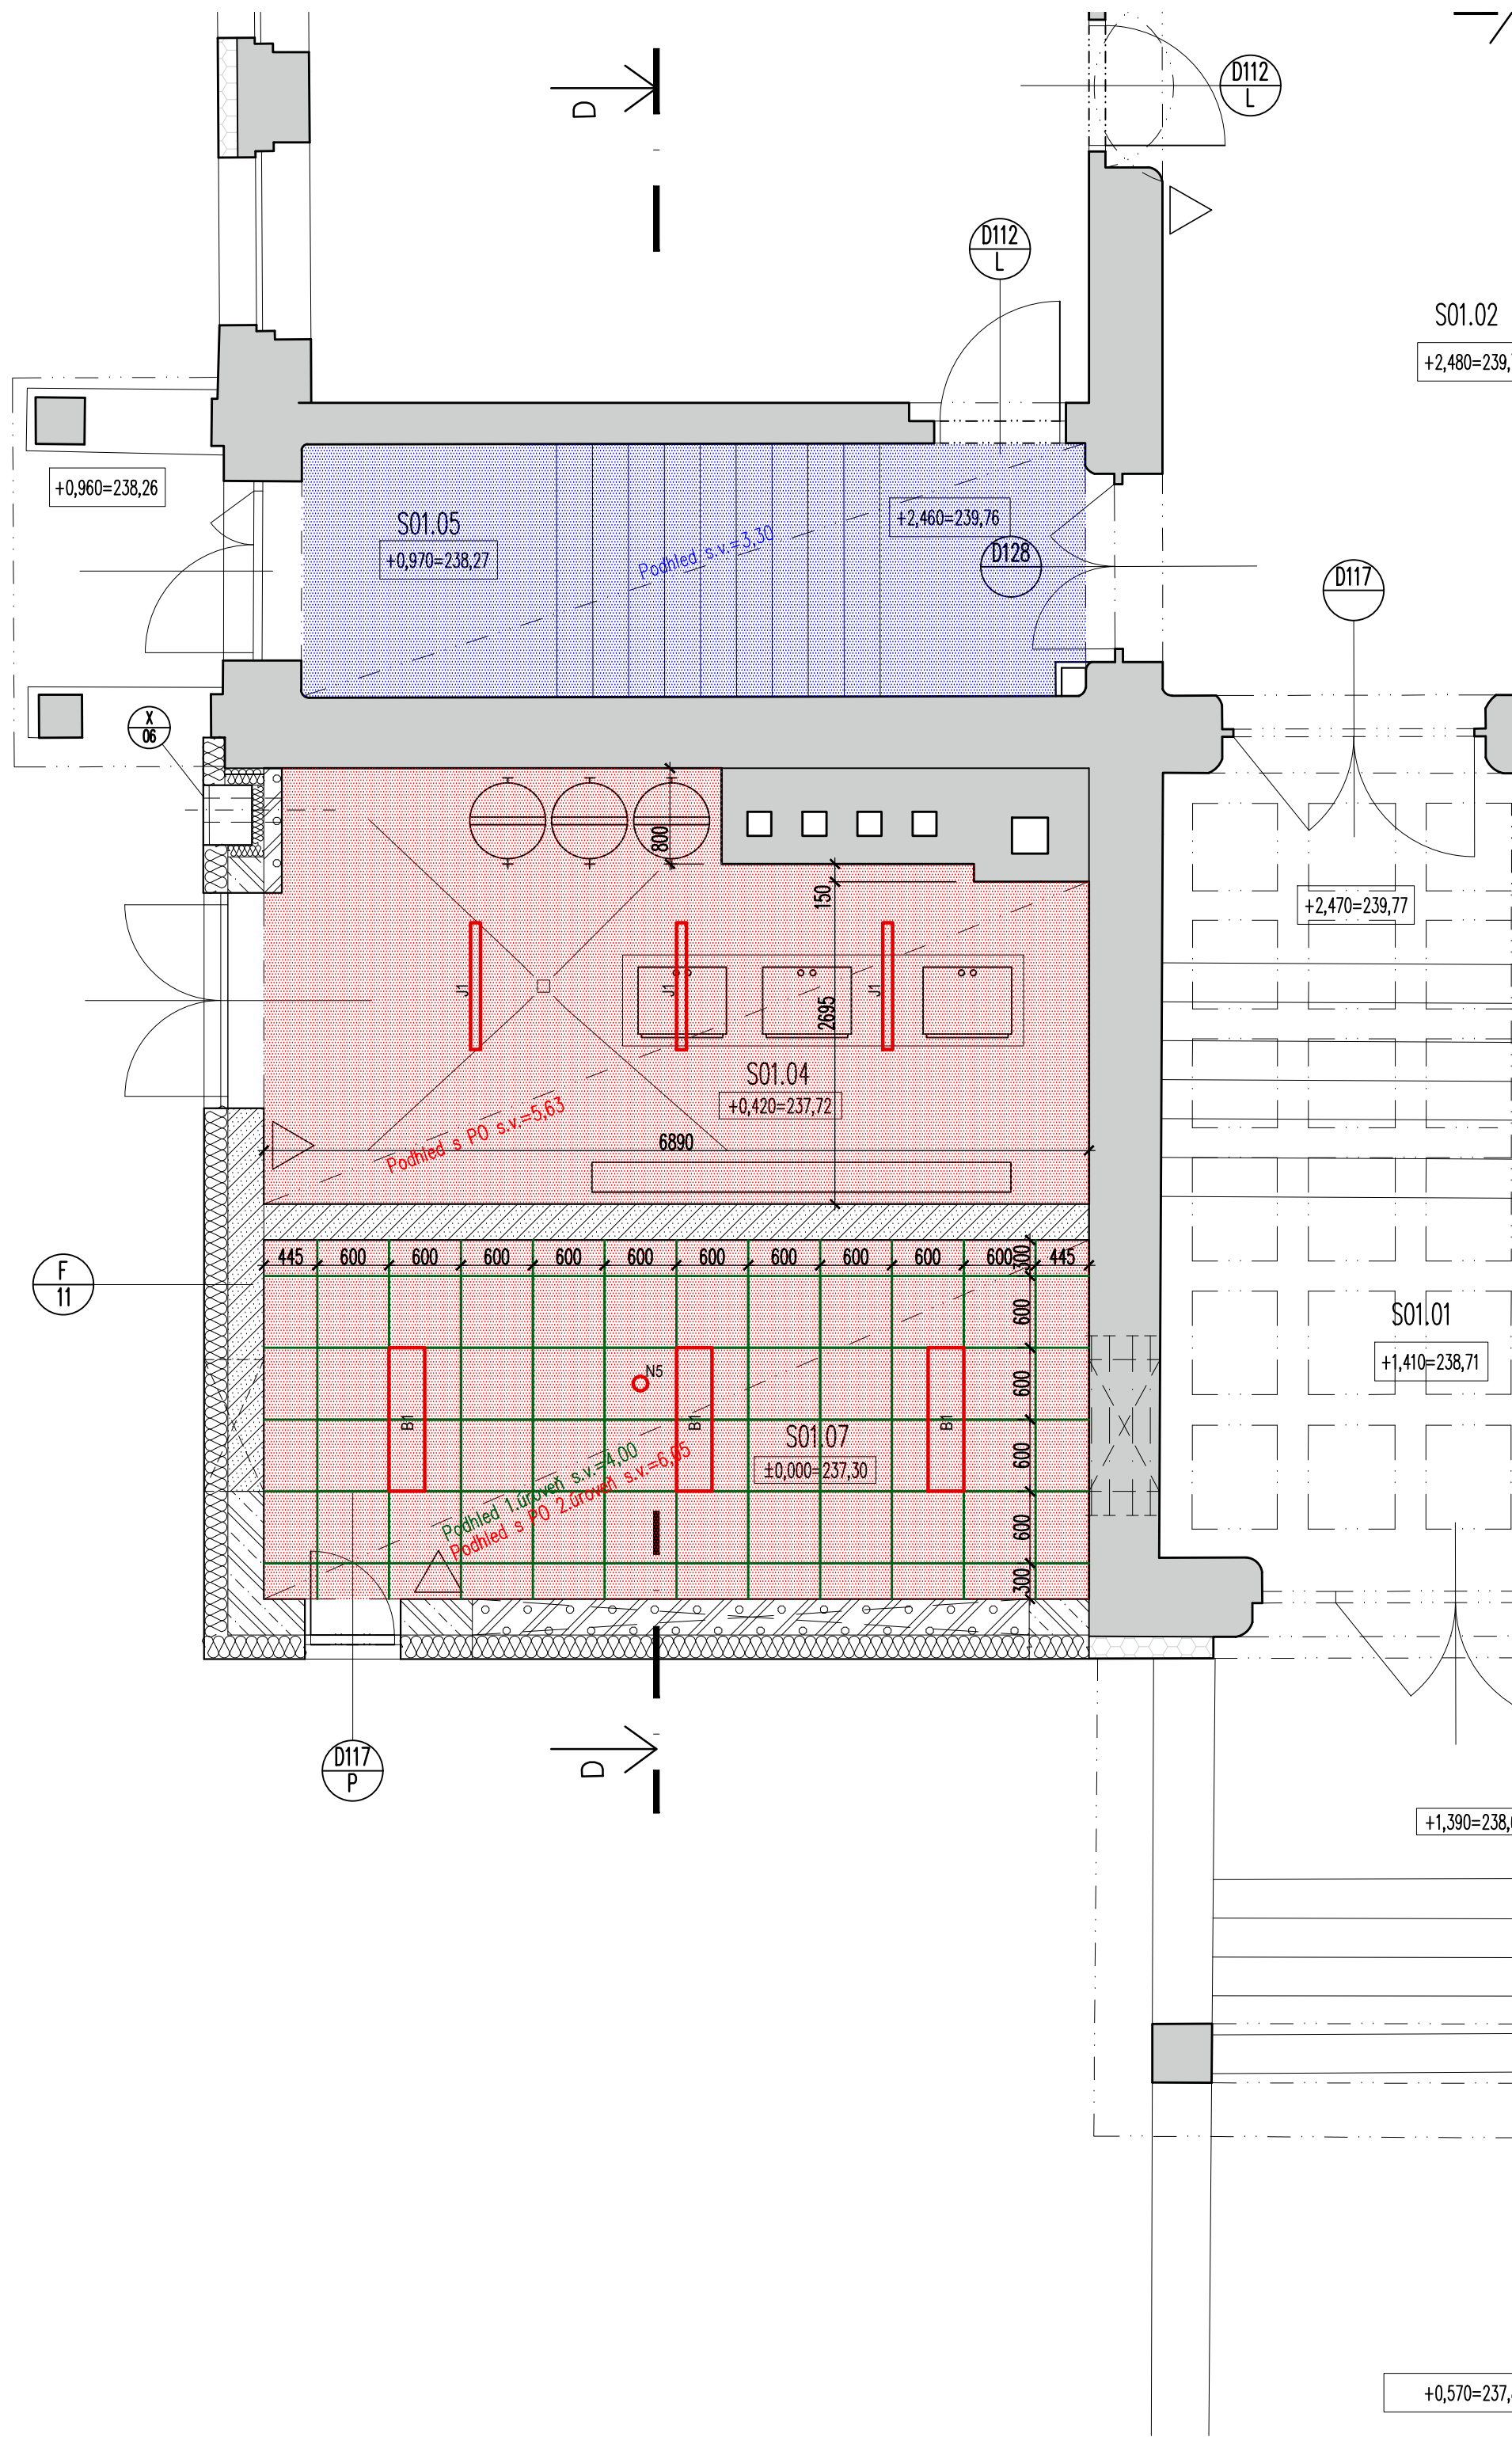 D
D112
L
D112
L
S01.02
+2,480=239,
+0,960=238,26
S01.05
+0,970=238,27
Podhled s.v.=3,30
+2,460=239,76
D128
D117
X
06
800
150
+2,470=239,77
J1
J1
J1
2695
S01.04
+0,420=237,72
Podhled s PO s.v.=5,63
6890
445 600 600 600 600 600 600 600 600 600 600 445
300
600
600
600
600
300
F
11
S01.01
+1,410=238,71
N5
B1
B1
B1
S01.07
±0,000=237,30
Podhled 1.úroveň s.v.=4,00
Podhled s PO 2.úroveň s.v.=6,05
D117
P
D
+1,390=238,
+0,570=237,